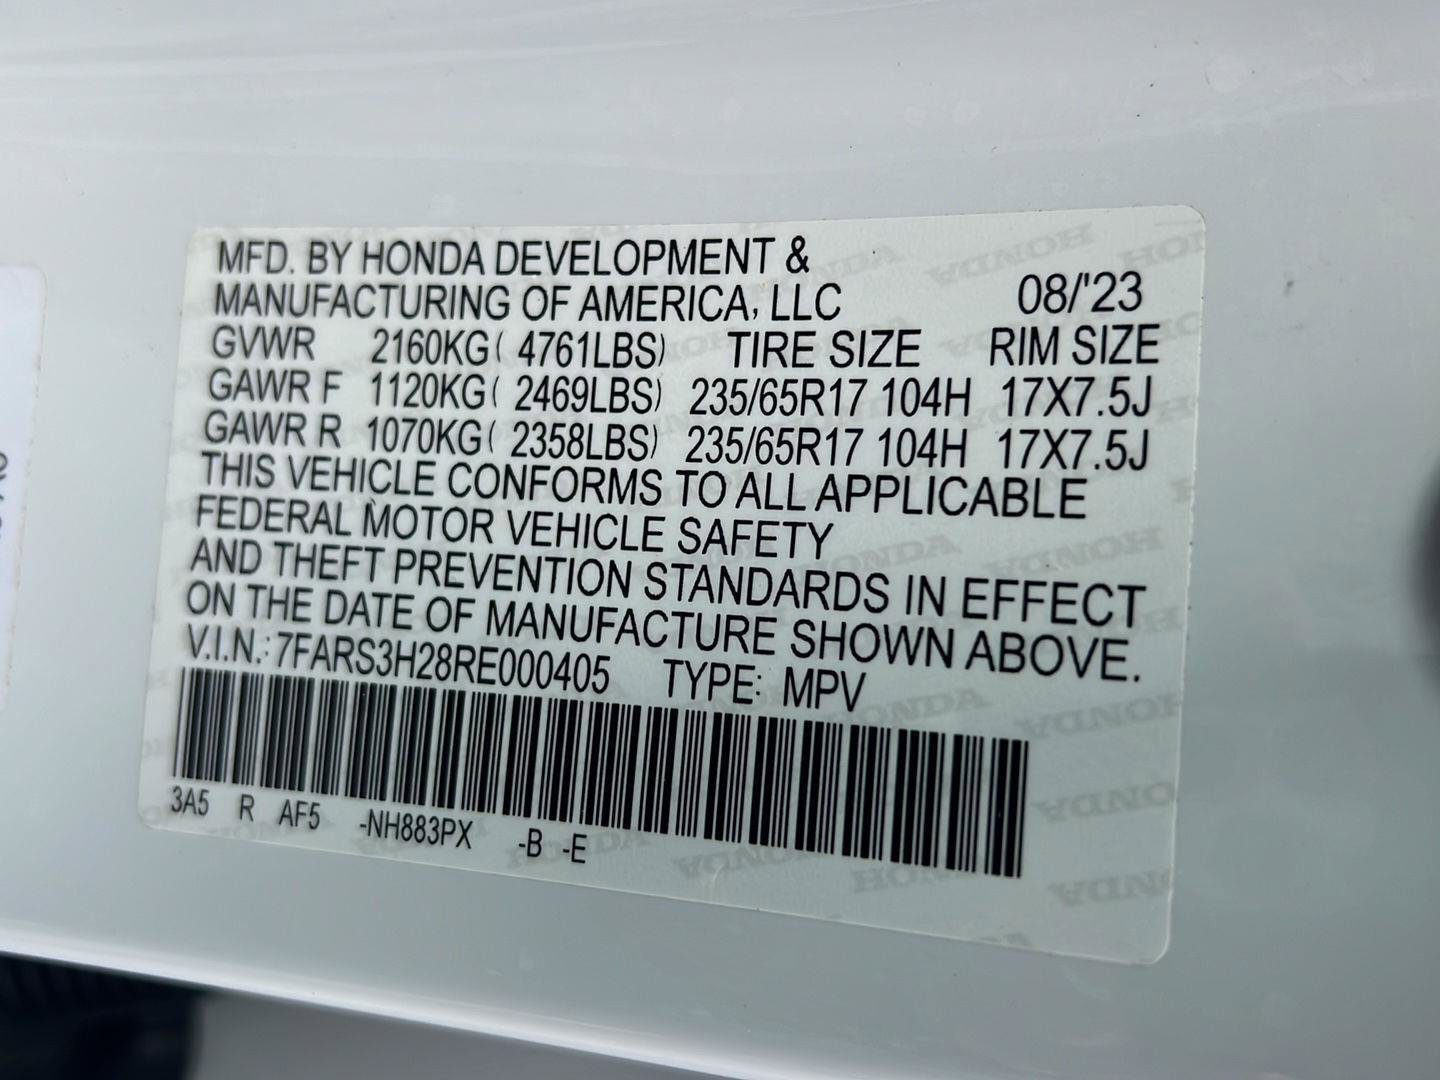 MFD. BY HONDA DEVELOPMENT &
MANUFACTURING OF AMERICA, LLC 08/'23
GVWR 2160KG( 4761LBS) TIRE SIZE RIM SIZE
GAWR F 1120KG( 2469LBS) 235/65R17 104H 17X7.5J
GAWR R 1070KG( 2358LBS) 235/65R17 104H 17X7.5J
THIS VEHICLE CONFORMS TO ALL APPLICABLE
FEDERAL MOTOR VEHICLE SAFETY
AND THEFT PREVENTION STANDARDS IN EFFECT
ON THE DATE OF MANUFACTURE SHOWN ABOVE.
V.I.N.: 7FARS3H28RE000405 TYPE: MPV
3A5 R AF5 -NH883PX -B -E